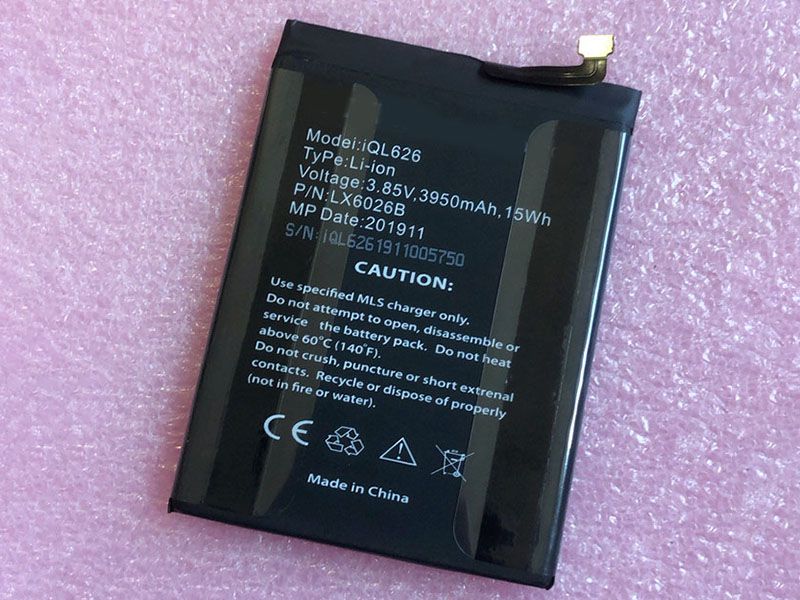 Model:iQL626
TyPe:Li-ion
Voltage:3.85V,3950mAh,15Wh
P/N:LX6026B
MP Date:201911
S/N:iQL6261911005750
CAUTION:
Use specified MLS charger only.
Do not attempt to open, disassemble or
service the battery pack. Do not heat
above 60°C (140°F).
Do not crush, puncture or short extrenal
contacts. Recycle or dispose of properly
(not in fire or water).
CE
Made in China